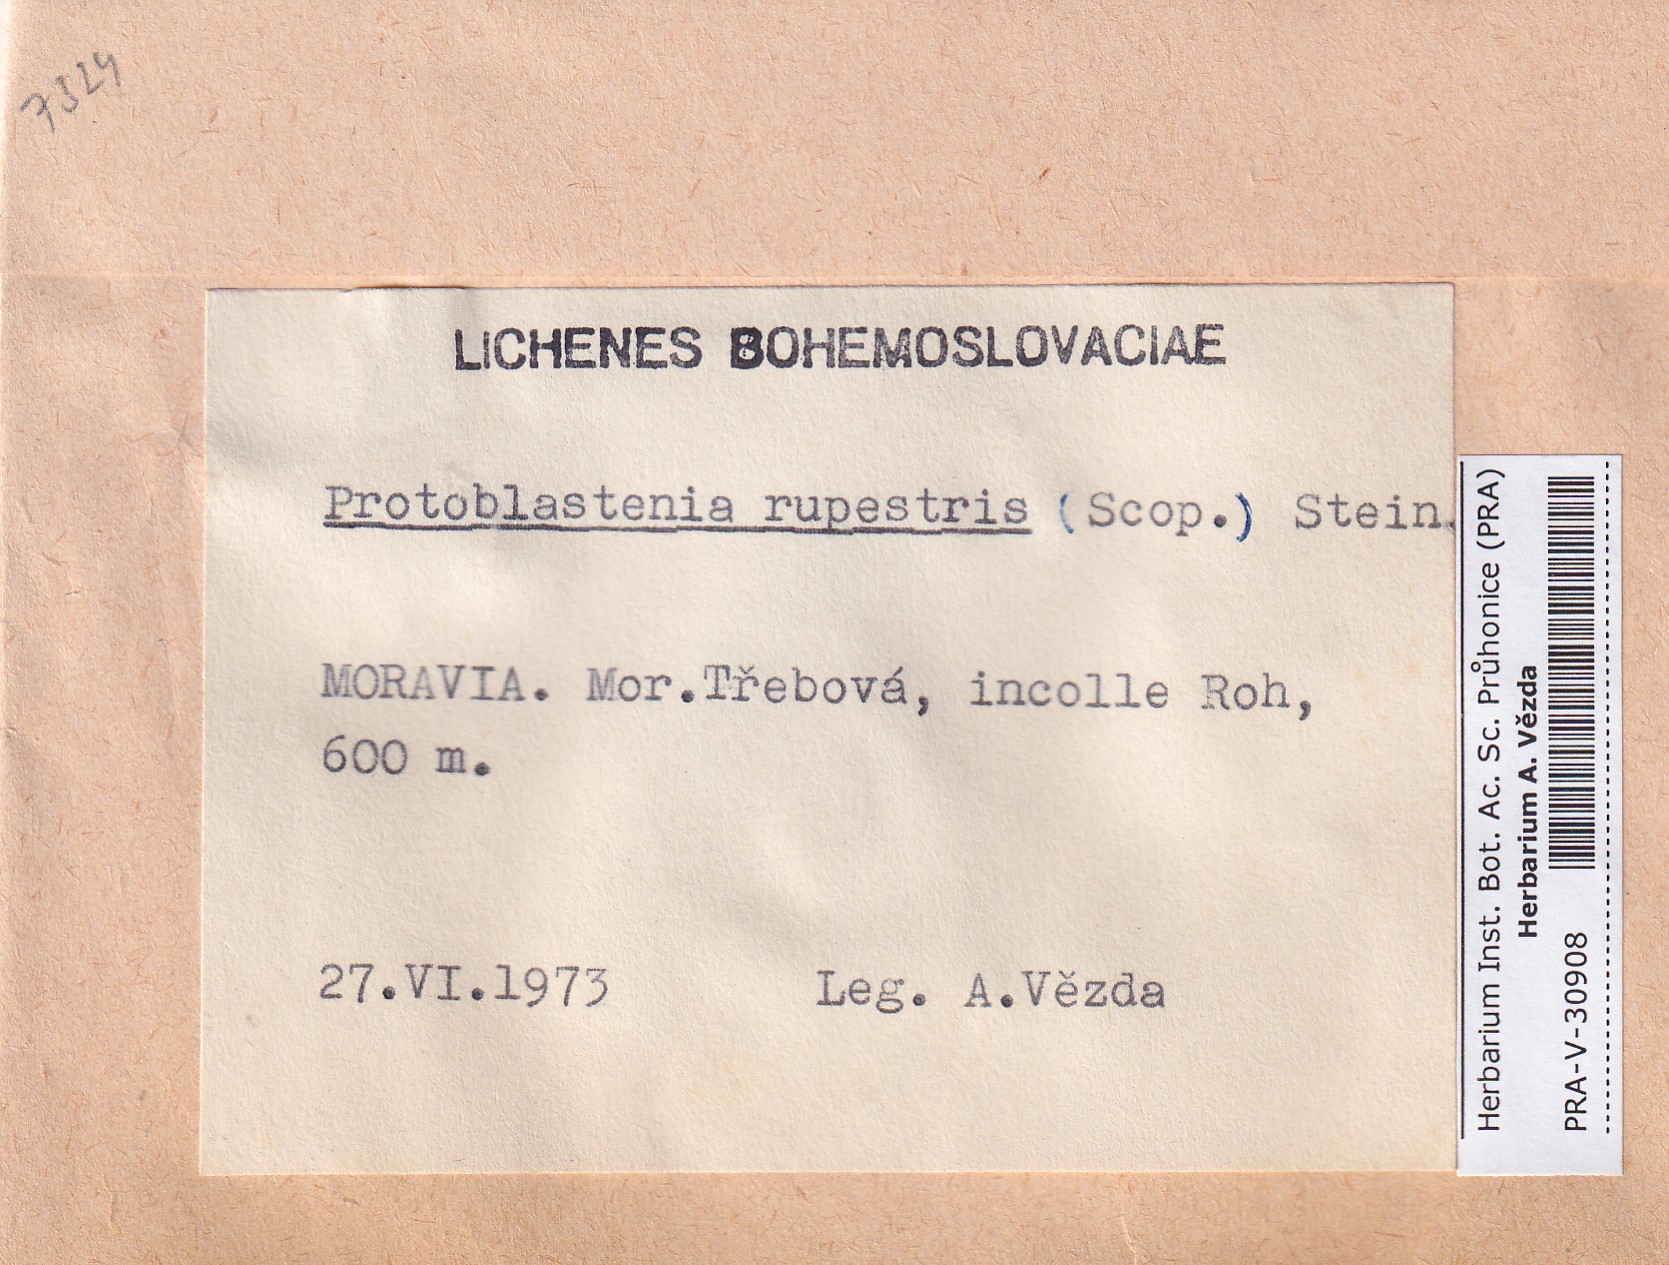 7324
LICHENES BOHEMOSLOVACIAE
Protoblastenia rupestris (Scop.) Stein.
MORAVIA. Mor.Třebová, incolle Roh,
600 m.
27.VI.1973 Leg. A.Vězda
Herbarium Inst. Bot. Ac. Sc. Průhonice (PRA)
Herbarium A. Vězda
PRA-V-30908